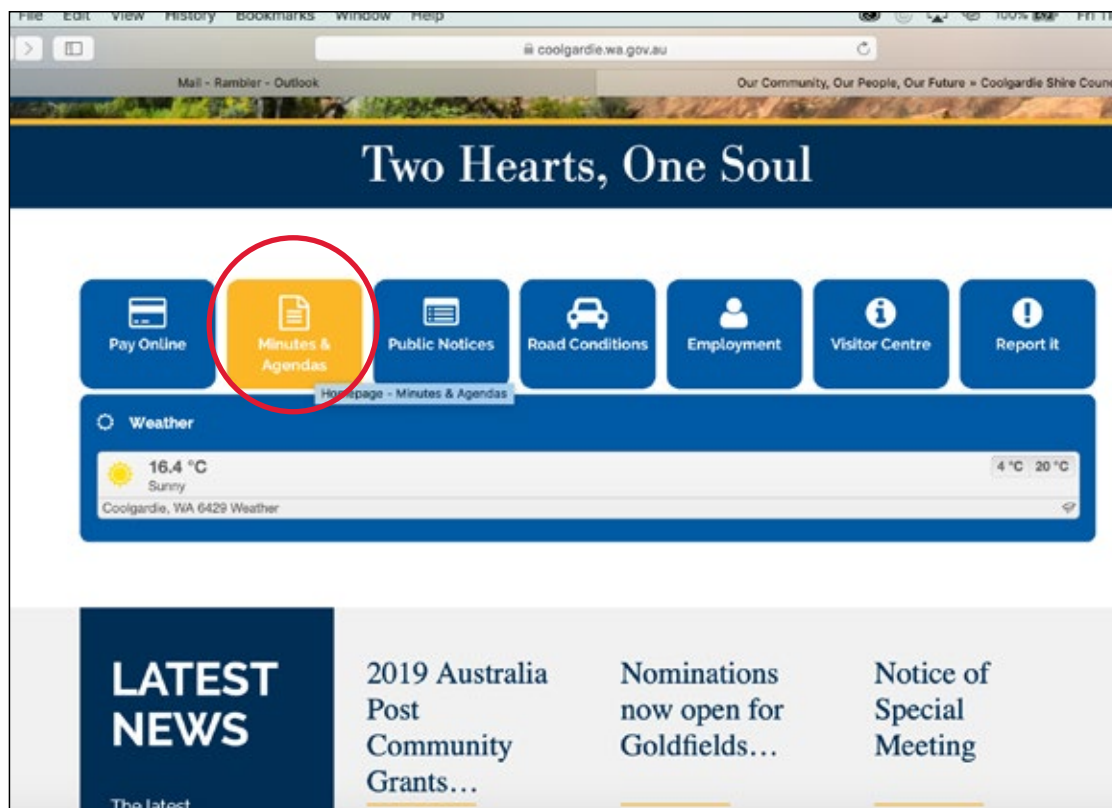 File Edit View History Bookmarks Window Help 100% Fri
coolgardie.wa.gov.au
Mail - Rambler - Outlook
Our Community, Our People, Our Future » Coolgardie Shire Counc
Two Hearts, One Soul
Pay Online
Minutes &
Agendas
Public Notices
Road Conditions
Employment
Visitor Centre
Report it
Homepage - Minutes & Agendas
Weather
16.4 °C
4 °C 20 °C
Sunny
Coolgardie, WA 6429 Weather
LATEST
NEWS
The latest
2019 Australia
Post
Community
Grants...
Nominations
now open for
Goldfields...
Notice of
Special
Meeting